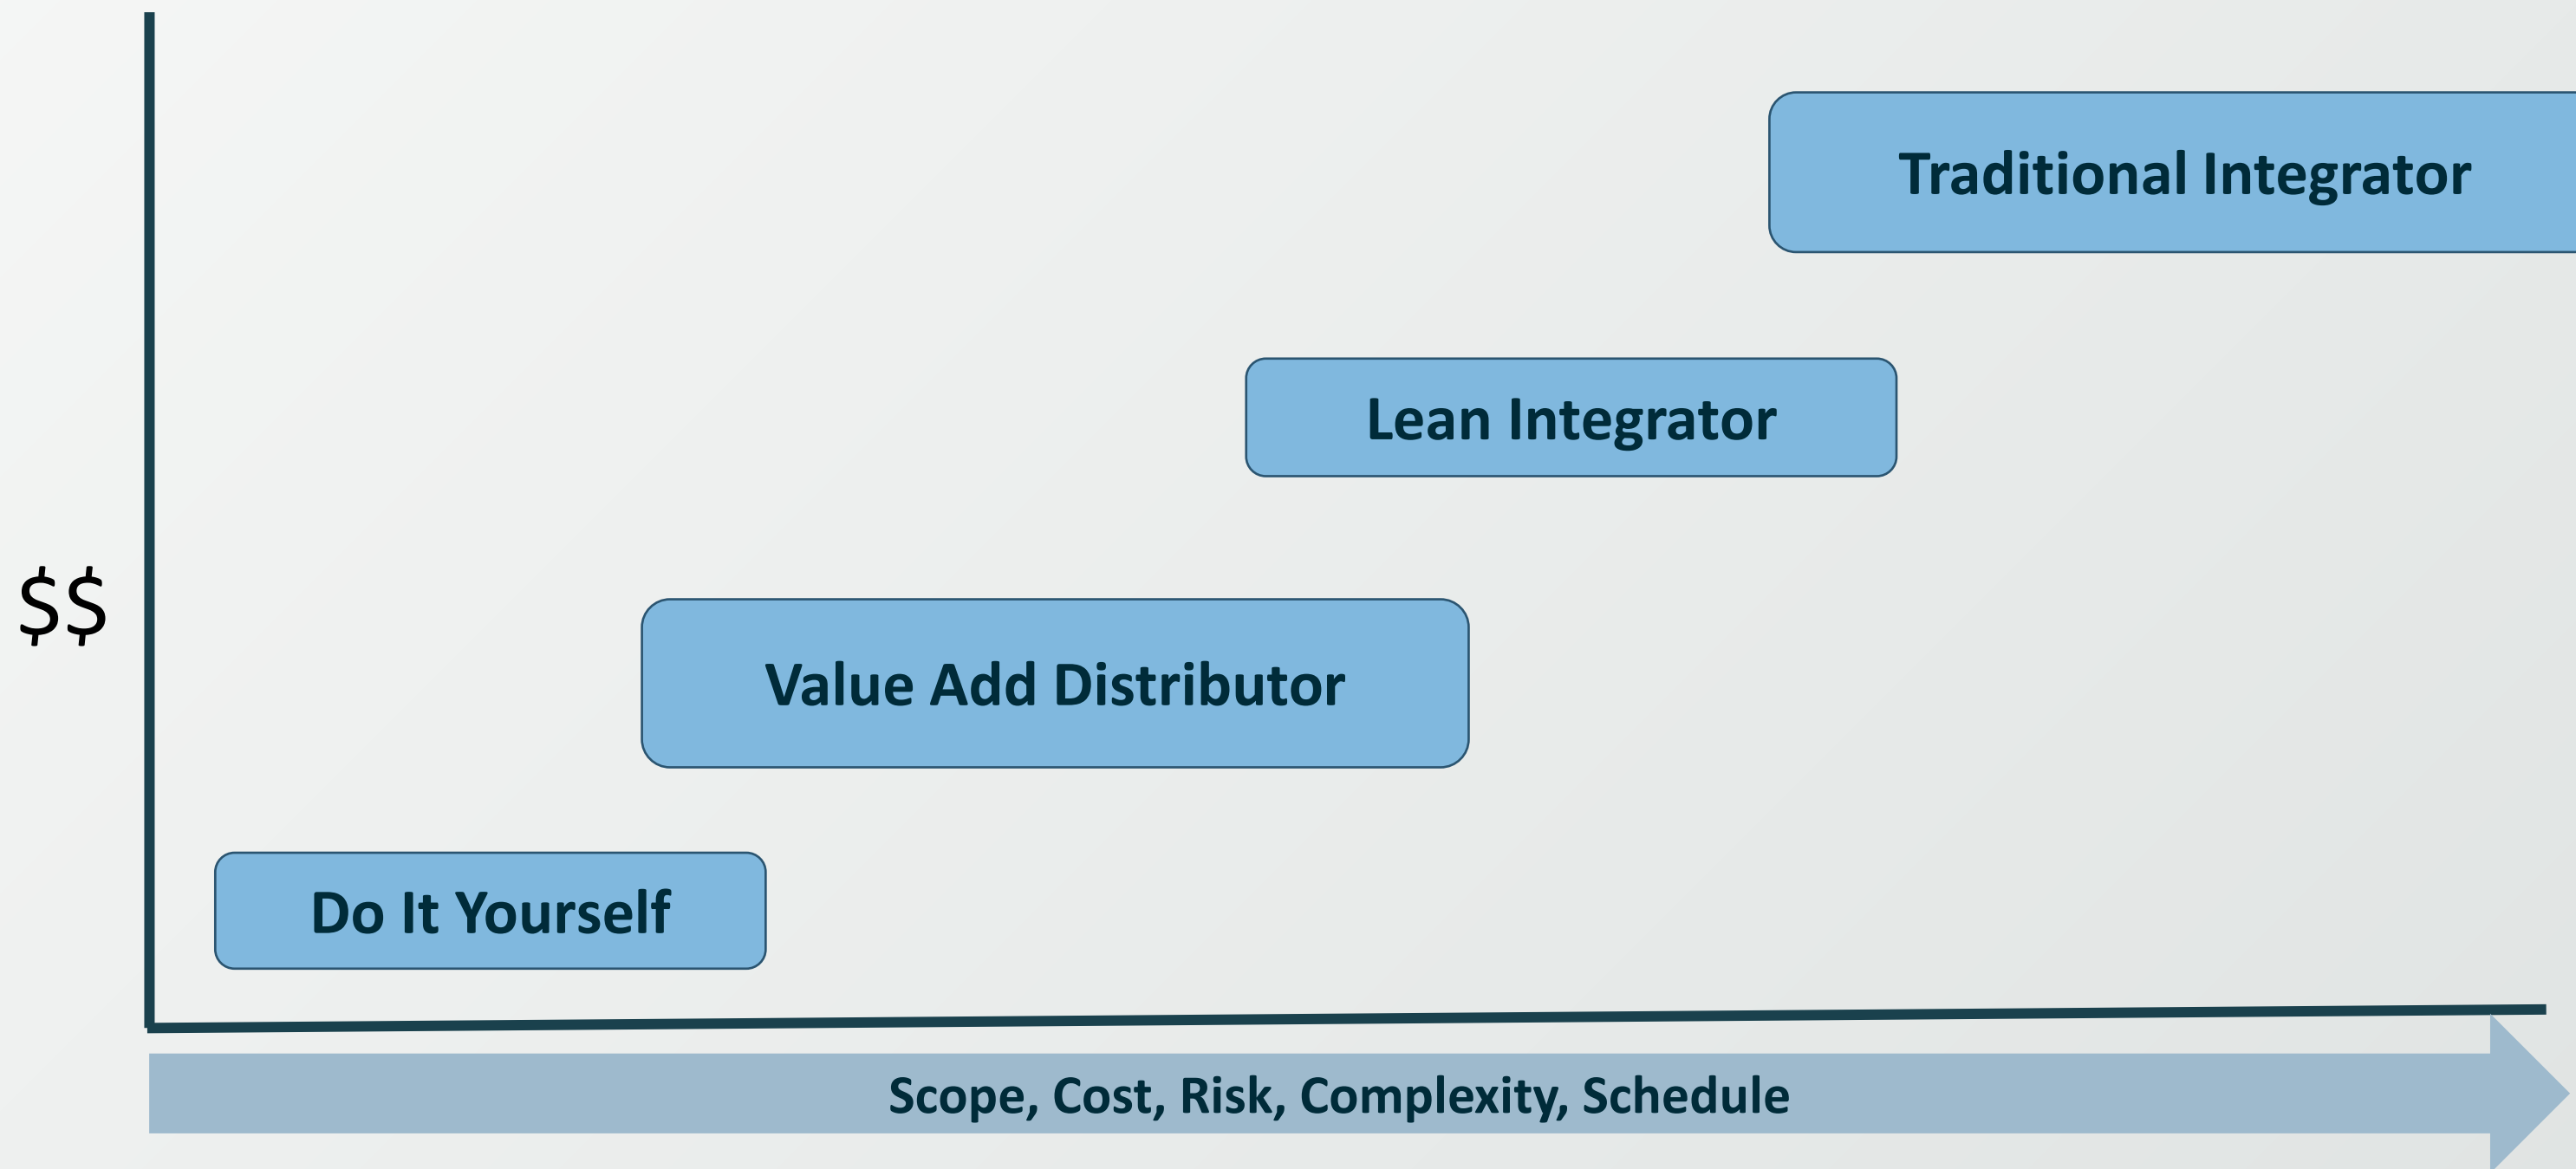 Traditional Integrator
Lean Integrator
$$
Value Add Distributor
Do It Yourself
Scope, Cost, Risk, Complexity, Schedule